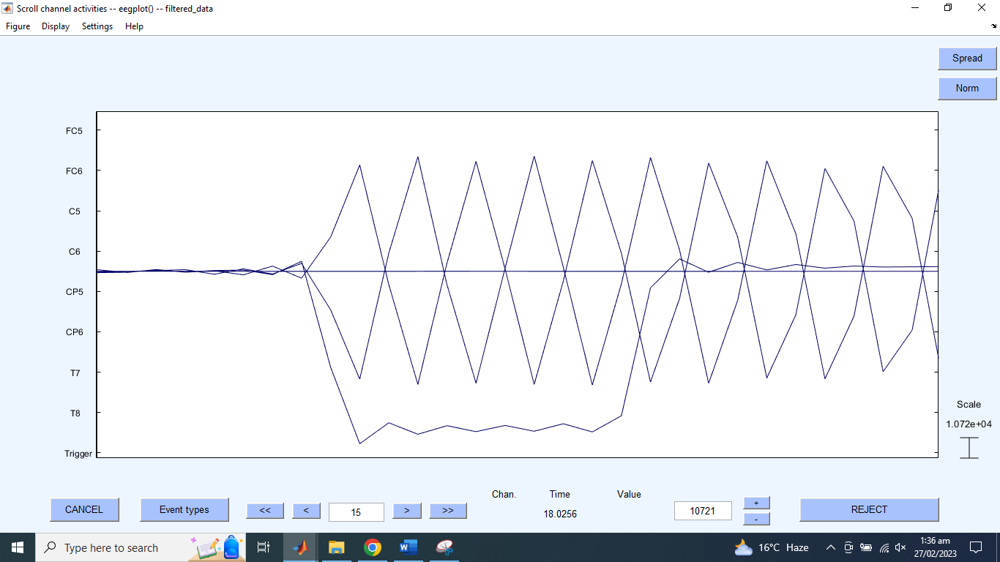 Scroll channel activities -- eegplot() -- filtered_data
Figure Display Settings Help
Spread
Norm
FC5
FC6
C5
C6
CP5
CP6
T7
T8
Trigger
Scale
1.072e+04
Chan. Time Value
18.0256
CANCEL Event types << < 15 > >> 10721 + - REJECT
Type here to search
16°C Haze
1:36 am
27/02/2023